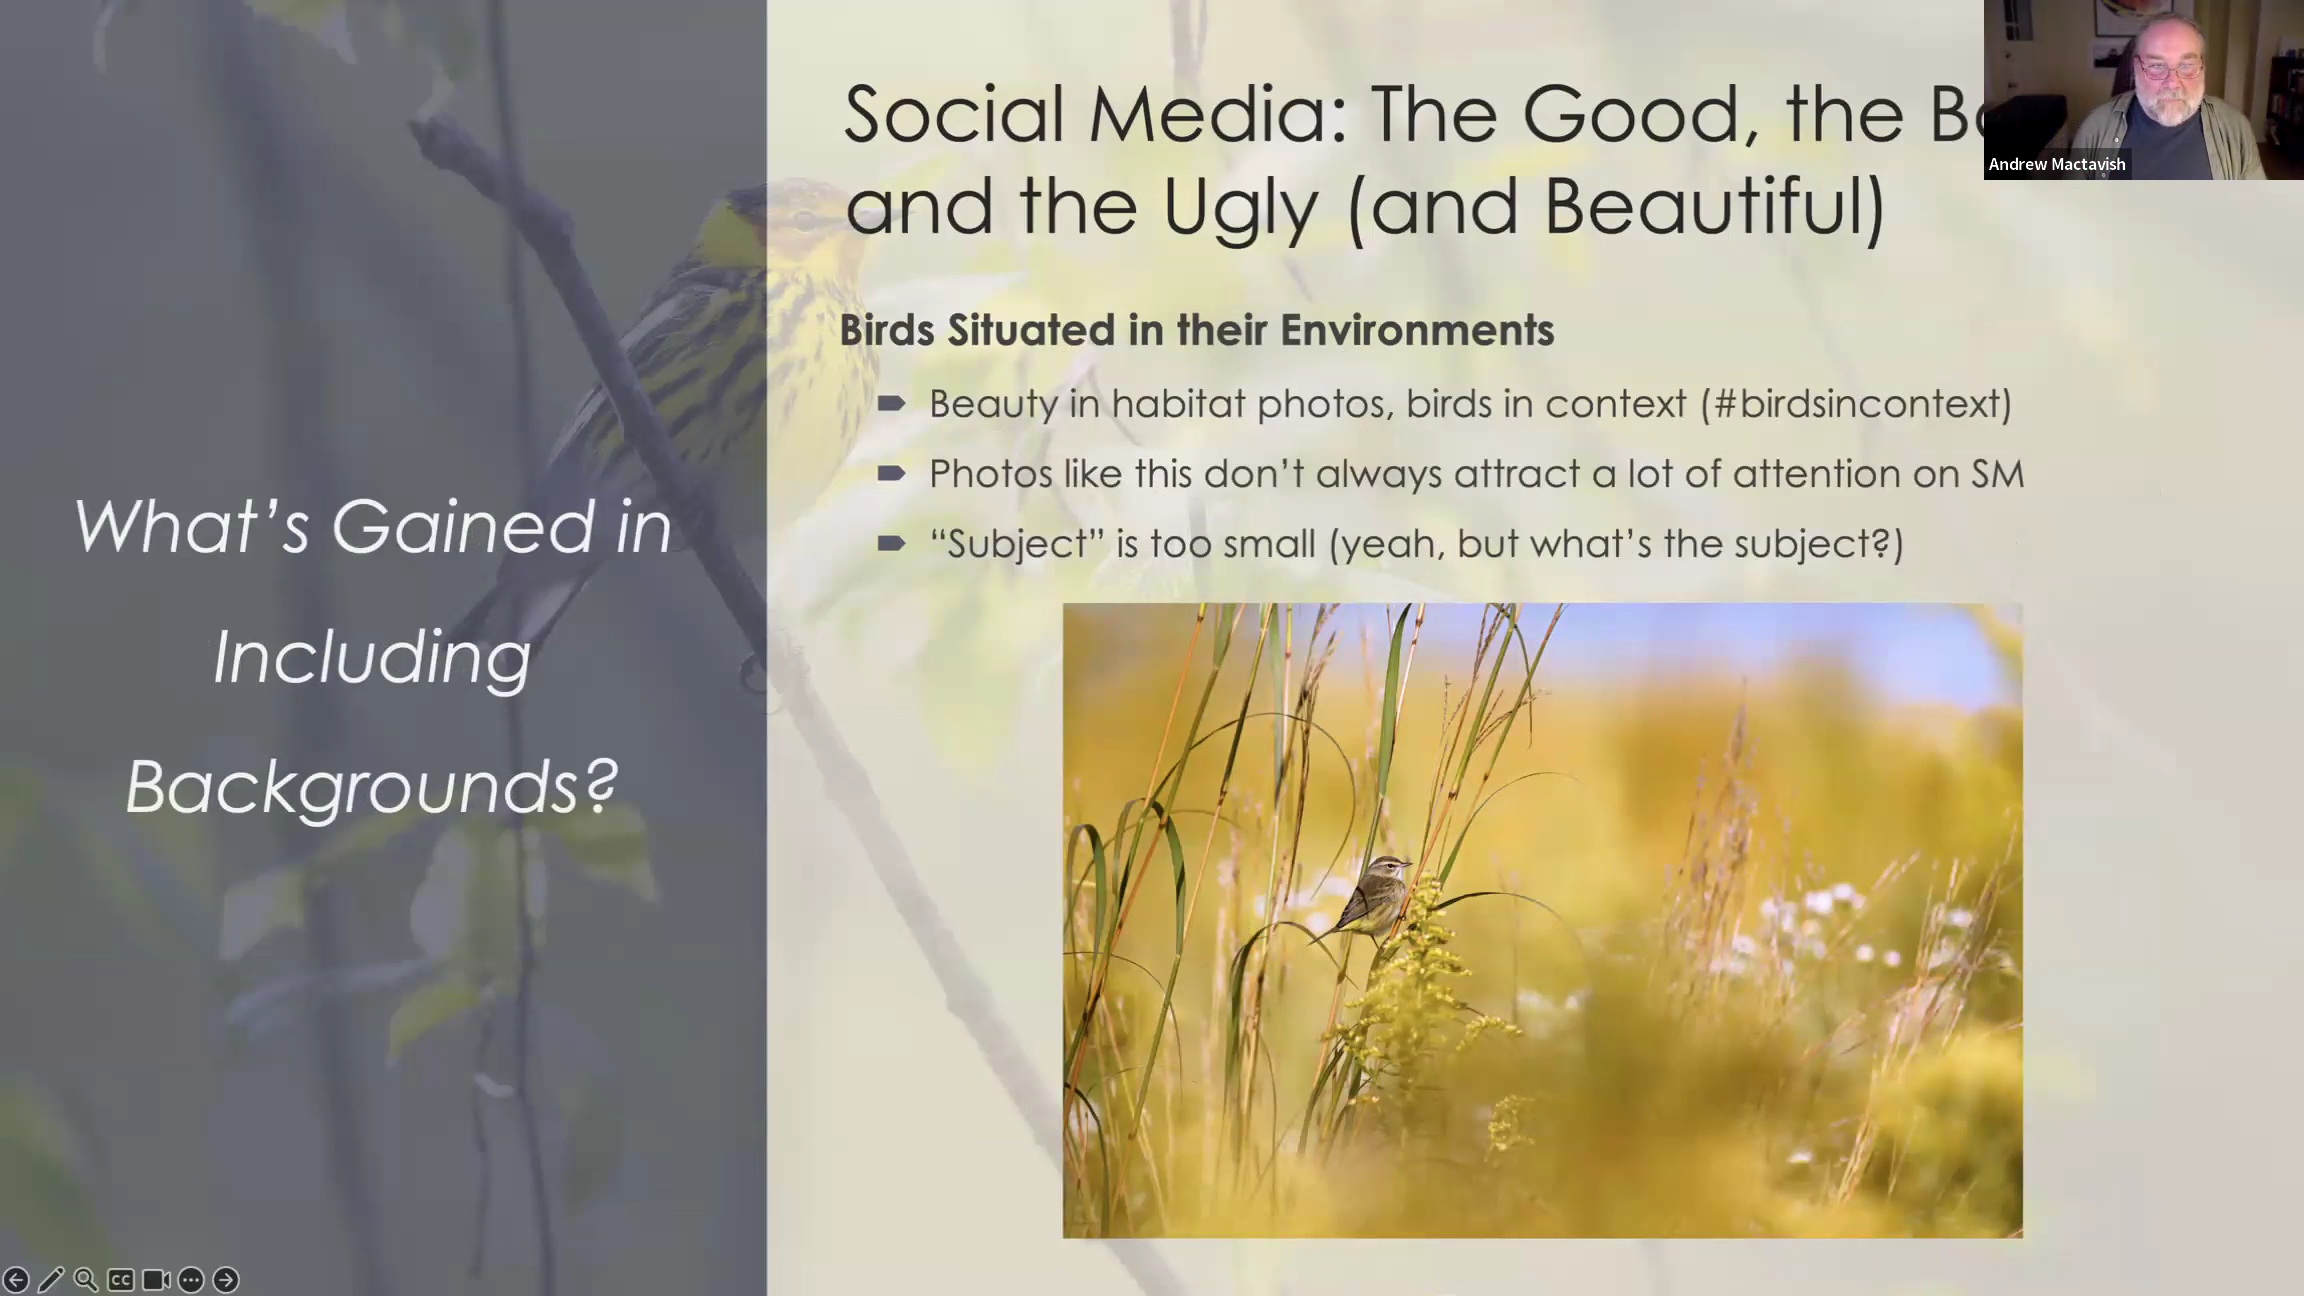 Social Media: The Good, the
and the Ugly (and Beautiful)
Andrew Mactavish
What's Gained in
Including
Backgrounds?
Birds Situated in their Environments
Beauty in habitat photos, birds in context (#birdsincontext)
Photos like this don't always attract a lot of attention on SM
“Subject” is too small (yeah, but what's the subject?)
CC